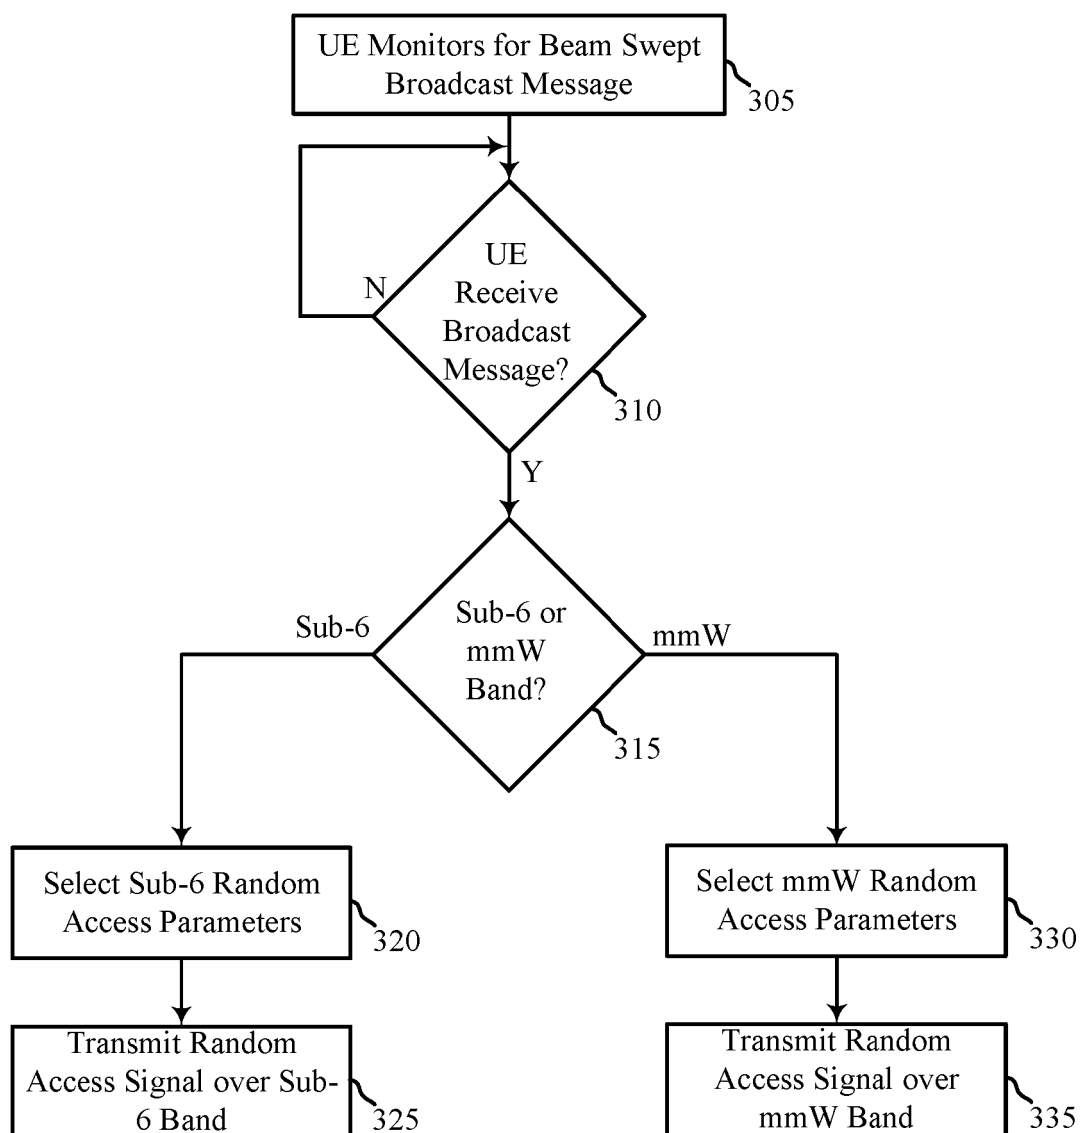 UE Monitors for Beam Swept
Broadcast Message
305
UE
Receive
Broadcast
Message?
N
310
Y
Sub-6 or
mmW
Band?
Sub-6
mmW
315
Select Sub-6 Random
Access Parameters
320
Select mmW Random
Access Parameters
330
Transmit Random
Access Signal over Sub-
6 Band
325
Transmit Random
Access Signal over
mmW Band
335